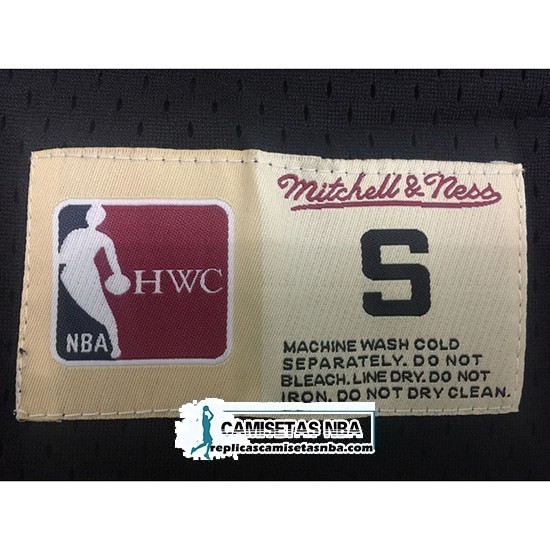 Mitchell & Ness
HWC
NBA
S
MACHINE WASH COLD
SEPARATELY. DO NOT
BLEACH. LINE DRY. DO NOT
IRON. DO NOT DRY CLEAN.
CAMISETAS NBA
replicascamisetasnba.com